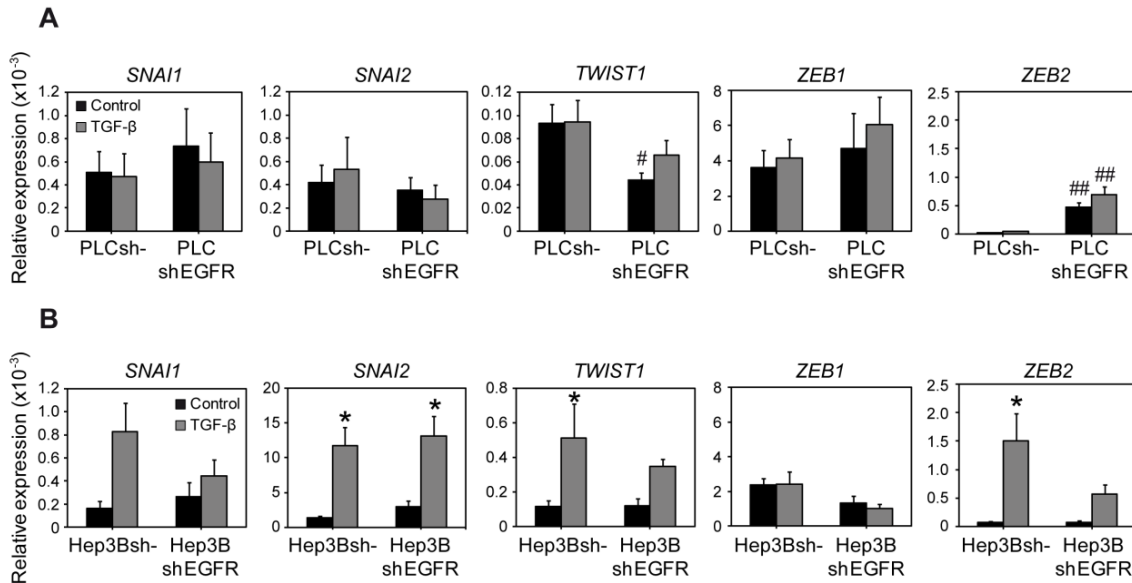 A
Relative expression (x10⁻³)
SNAI1
1.2
1.0
0.8
0.6
0.4
0.2
0
Control
TGF-β
PLCsh-
PLC
shEGFR
SNAI2
1.2
1.0
0.8
0.6
0.4
0.2
0
PLCsh-
PLC
shEGFR
TWIST1
0.12
0.10
0.08
0.06
0.04
0.02
0
#
PLCsh-
PLC
shEGFR
ZEB1
8
6
4
2
0
PLCsh-
PLC
shEGFR
ZEB2
2.5
2.0
1.5
1.0
0.5
0
##
##
PLCsh-
PLC
shEGFR
B
Relative expression (x10⁻³)
SNAI1
1.2
1.0
0.8
0.6
0.4
0.2
0
Control
TGF-β
Hep3Bsh-
Hep3B
shEGFR
SNAI2
20
15
10
5
0
*
*
Hep3Bsh-
Hep3B
shEGFR
TWIST1
0.8
0.6
0.4
0.2
0
*
Hep3Bsh-
Hep3B
shEGFR
ZEB1
8
6
4
2
0
Hep3Bsh-
Hep3B
shEGFR
ZEB2
2.5
2.0
1.5
1.0
0.5
0
*
Hep3Bsh-
Hep3B
shEGFR